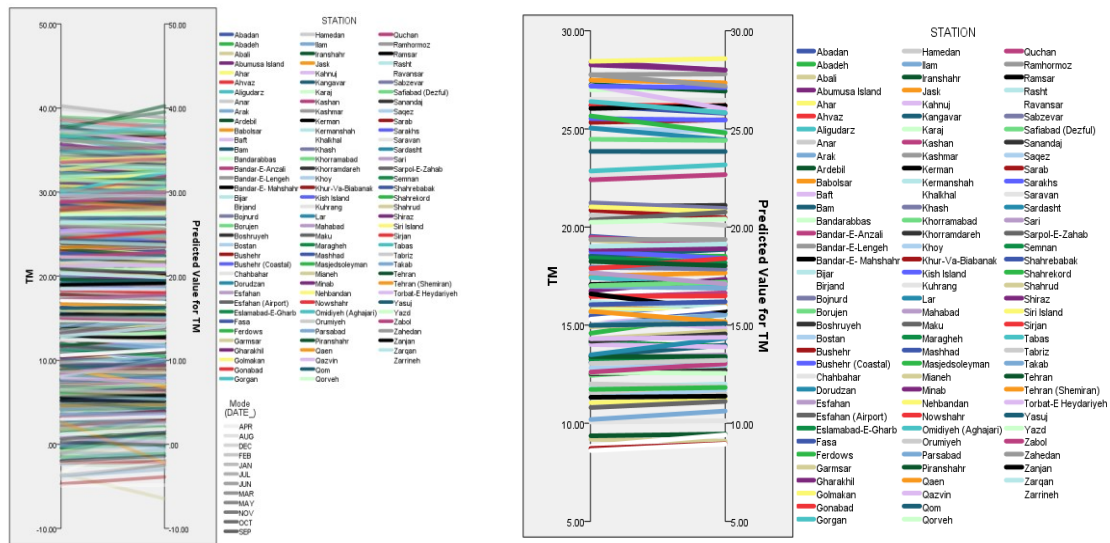 50.00
40.00
30.00
20.00
10.00
.00
-10.00
TM
50.00
40.00
30.00
20.00
10.00
.00
-10.00
Predicted Value for TM
STATION
Abadan
Abadeh
Abali
Abumusa Island
Ahar
Ahvaz
Aligudarz
Anar
Arak
Ardebil
Babolsar
Baft
Bam
Bandarabbas
Bandar-E-Anzali
Bandar-E-Lengeh
Bandar-E- Mahshahr
Bijar
Birjand
Bojnurd
Borujen
Boshruyeh
Bostan
Bushehr
Bushehr (Coastal)
Chahbahar
Dorudzan
Esfahan
Esfahan (Airport)
Eslamabad-E-Gharb
Fasa
Ferdows
Garmsar
Gharakhil
Golmakan
Gonabad
Gorgan
Hamedan
Ilam
Iranshahr
Jask
Kahnuj
Kangavar
Karaj
Kashan
Kashmar
Kerman
Kermanshah
Khalkhal
Khash
Khorramabad
Khorramdareh
Khoy
Khur-Va-Biabanak
Kish Island
Kuhrang
Lar
Mahabad
Maku
Maragheh
Mashhad
Masjedsoleyman
Mianeh
Minab
Nehbandan
Nowshahr
Omidiyeh (Aghajari)
Orumiyeh
Parsabad
Piranshahr
Qaen
Qazvin
Qom
Qorveh
Quchan
Ramhormoz
Ramsar
Rasht
Ravansar
Sabzevar
Safiabad (Dezful)
Sanandaj
Saqez
Sarab
Sarakhs
Saravan
Sardasht
Sari
Sarpol-E-Zahab
Semnan
Shahrebabak
Shahrekord
Shahrud
Shiraz
Siri Island
Sirjan
Tabas
Tabriz
Takab
Tehran
Tehran (Shemiran)
Torbat-E Heydariyeh
Yasuj
Yazd
Zabol
Zahedan
Zanjan
Zarqan
Zarrineh
Mode
(DATE_)
APR
AUG
DEC
FEB
JAN
JUL
JUN
MAR
MAY
NOV
OCT
SEP
30.00
25.00
20.00
15.00
10.00
5.00
TM
30.00
25.00
20.00
15.00
10.00
5.00
Predicted Value for TM
STATION
Abadan
Abadeh
Abali
Abumusa Island
Ahar
Ahvaz
Aligudarz
Anar
Arak
Ardebil
Babolsar
Baft
Bam
Bandarabbas
Bandar-E-Anzali
Bandar-E-Lengeh
Bandar-E- Mahshahr
Bijar
Birjand
Bojnurd
Borujen
Boshruyeh
Bostan
Bushehr
Bushehr (Coastal)
Chahbahar
Dorudzan
Esfahan
Esfahan (Airport)
Eslamabad-E-Gharb
Fasa
Ferdows
Garmsar
Gharakhil
Golmakan
Gonabad
Gorgan
Hamedan
Ilam
Iranshahr
Jask
Kahnuj
Kangavar
Karaj
Kashan
Kashmar
Kerman
Kermanshah
Khalkhal
Khash
Khorramabad
Khorramdareh
Khoy
Khur-Va-Biabanak
Kish Island
Kuhrang
Lar
Mahabad
Maku
Maragheh
Mashhad
Masjedsoleyman
Mianeh
Minab
Nehbandan
Nowshahr
Omidiyeh (Aghajari)
Orumiyeh
Parsabad
Piranshahr
Qaen
Qazvin
Qom
Qorveh
Quchan
Ramhormoz
Ramsar
Rasht
Ravansar
Sabzevar
Safiabad (Dezful)
Sanandaj
Saqez
Sarab
Sarakhs
Saravan
Sardasht
Sari
Sarpol-E-Zahab
Semnan
Shahrebabak
Shahrekord
Shahrud
Shiraz
Siri Island
Sirjan
Tabas
Tabriz
Takab
Tehran
Tehran (Shemiran)
Torbat-E Heydariyeh
Yasuj
Yazd
Zabol
Zahedan
Zanjan
Zarqan
Zarrineh